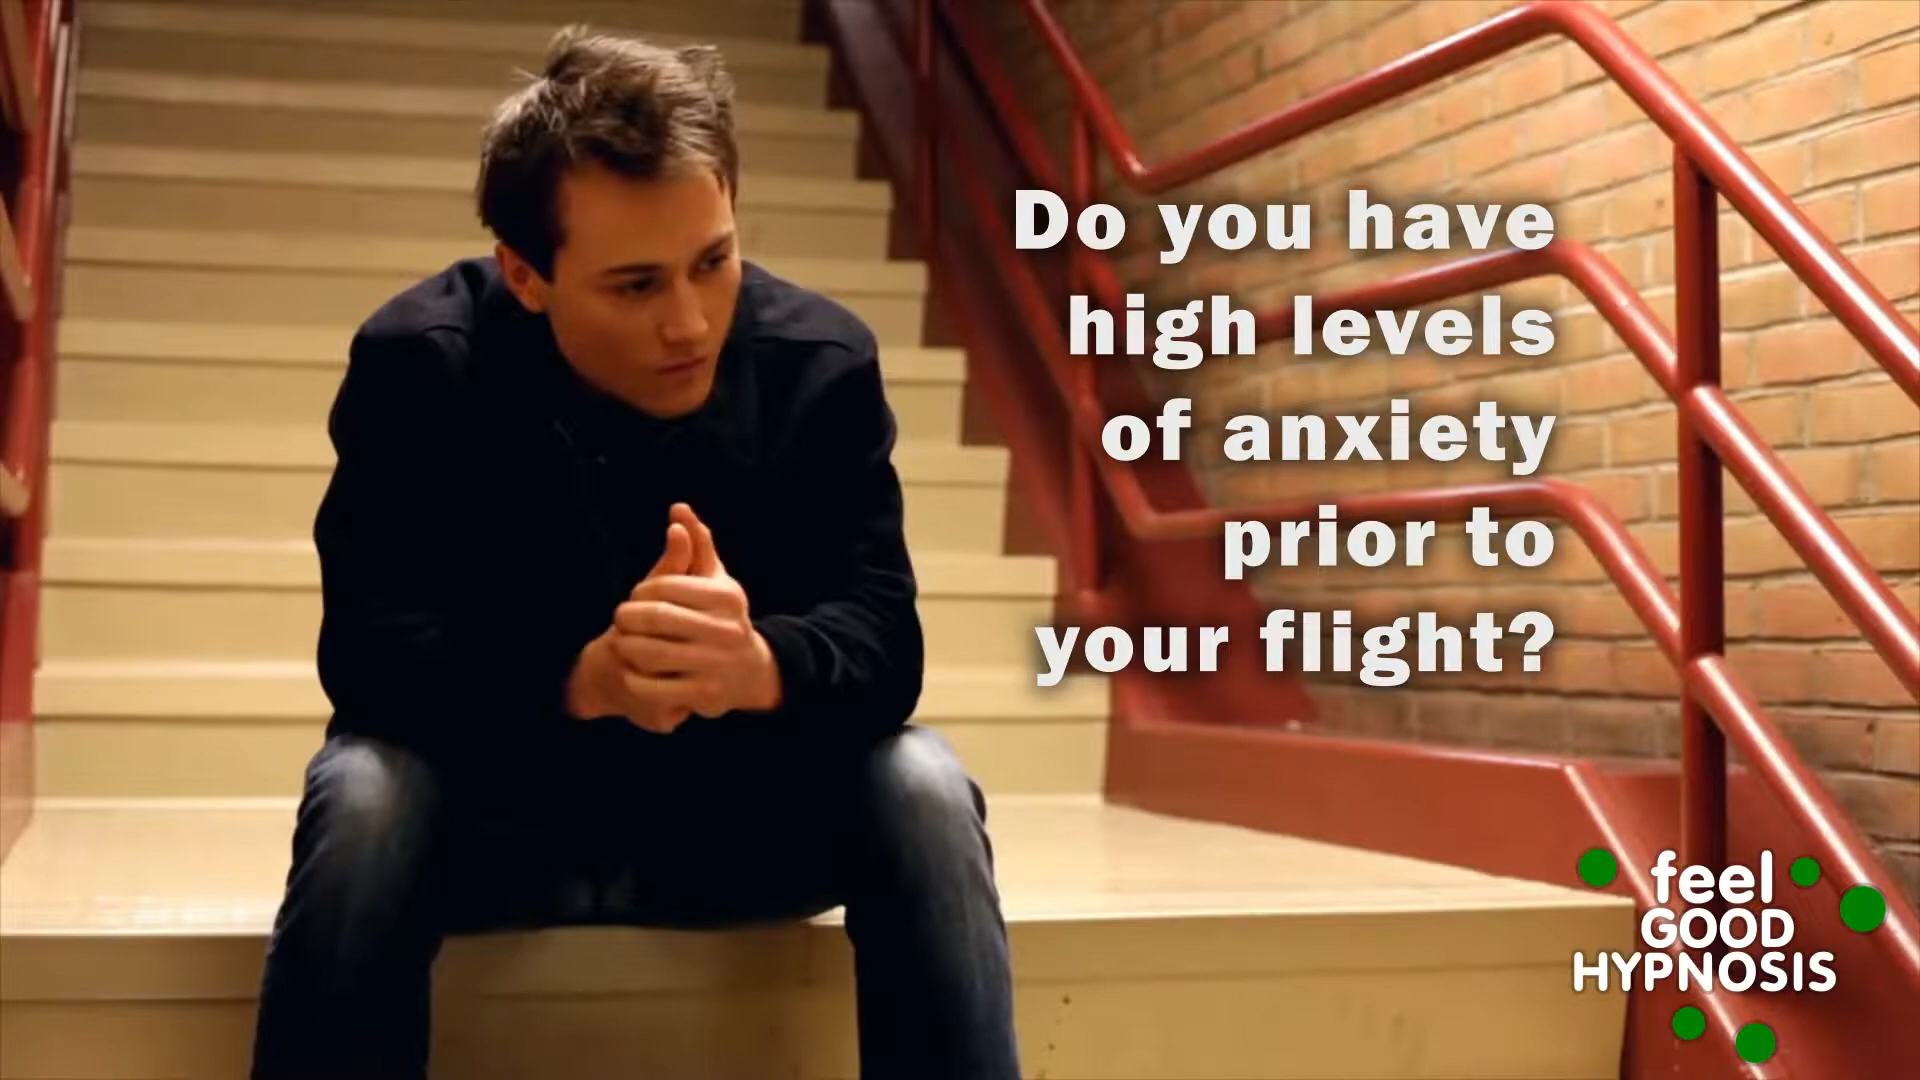 Do you have
high levels
of anxiety
prior to
your flight?
feel
GOOD
HYPNOSIS